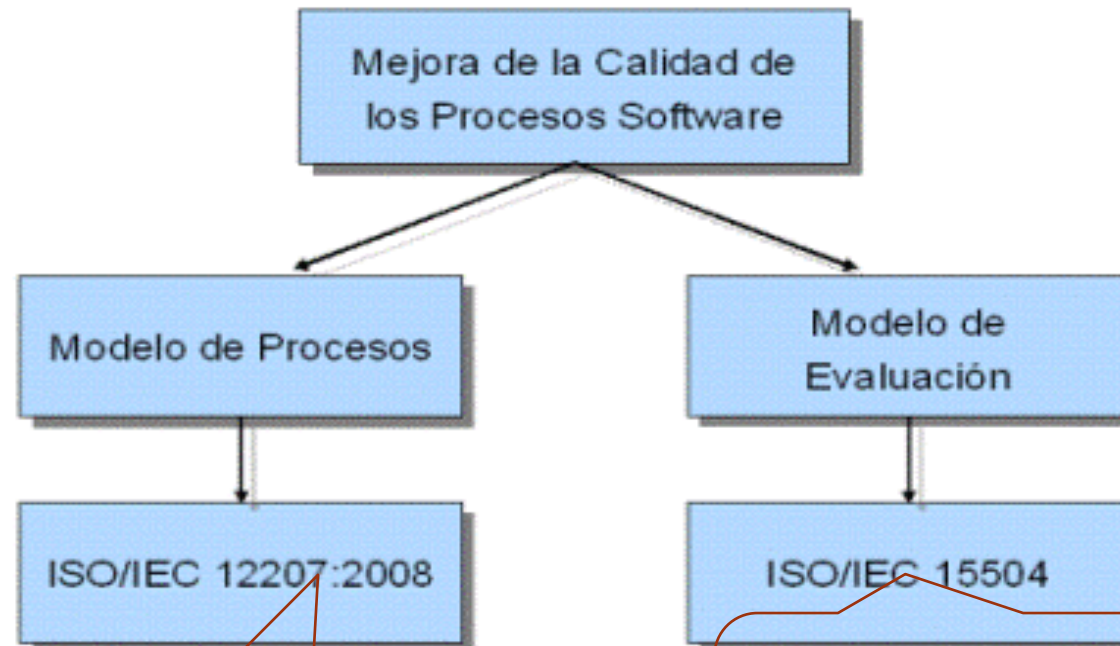 Mejora de la Calidad de
los Procesos Software
Modelo de Procesos
Modelo de
Evaluación
ISO/IEC 12207:2008
ISO/IEC 15504